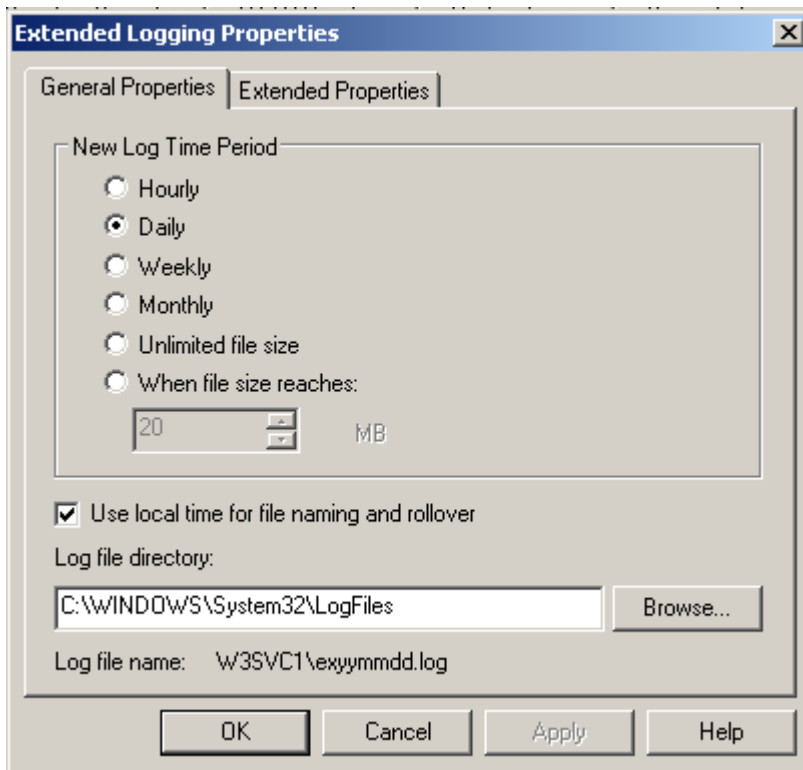 Extended Logging Properties
General Properties Extended Properties
New Log Time Period
Hourly
Daily
Weekly
Monthly
Unlimited file size
When file size reaches:
20 MB
Use local time for file naming and rollover
Log file directory:
C:\WINDOWS\System32\LogFiles Browse...
Log file name: W3SVC1\exyymmdd.log
OK Cancel Apply Help